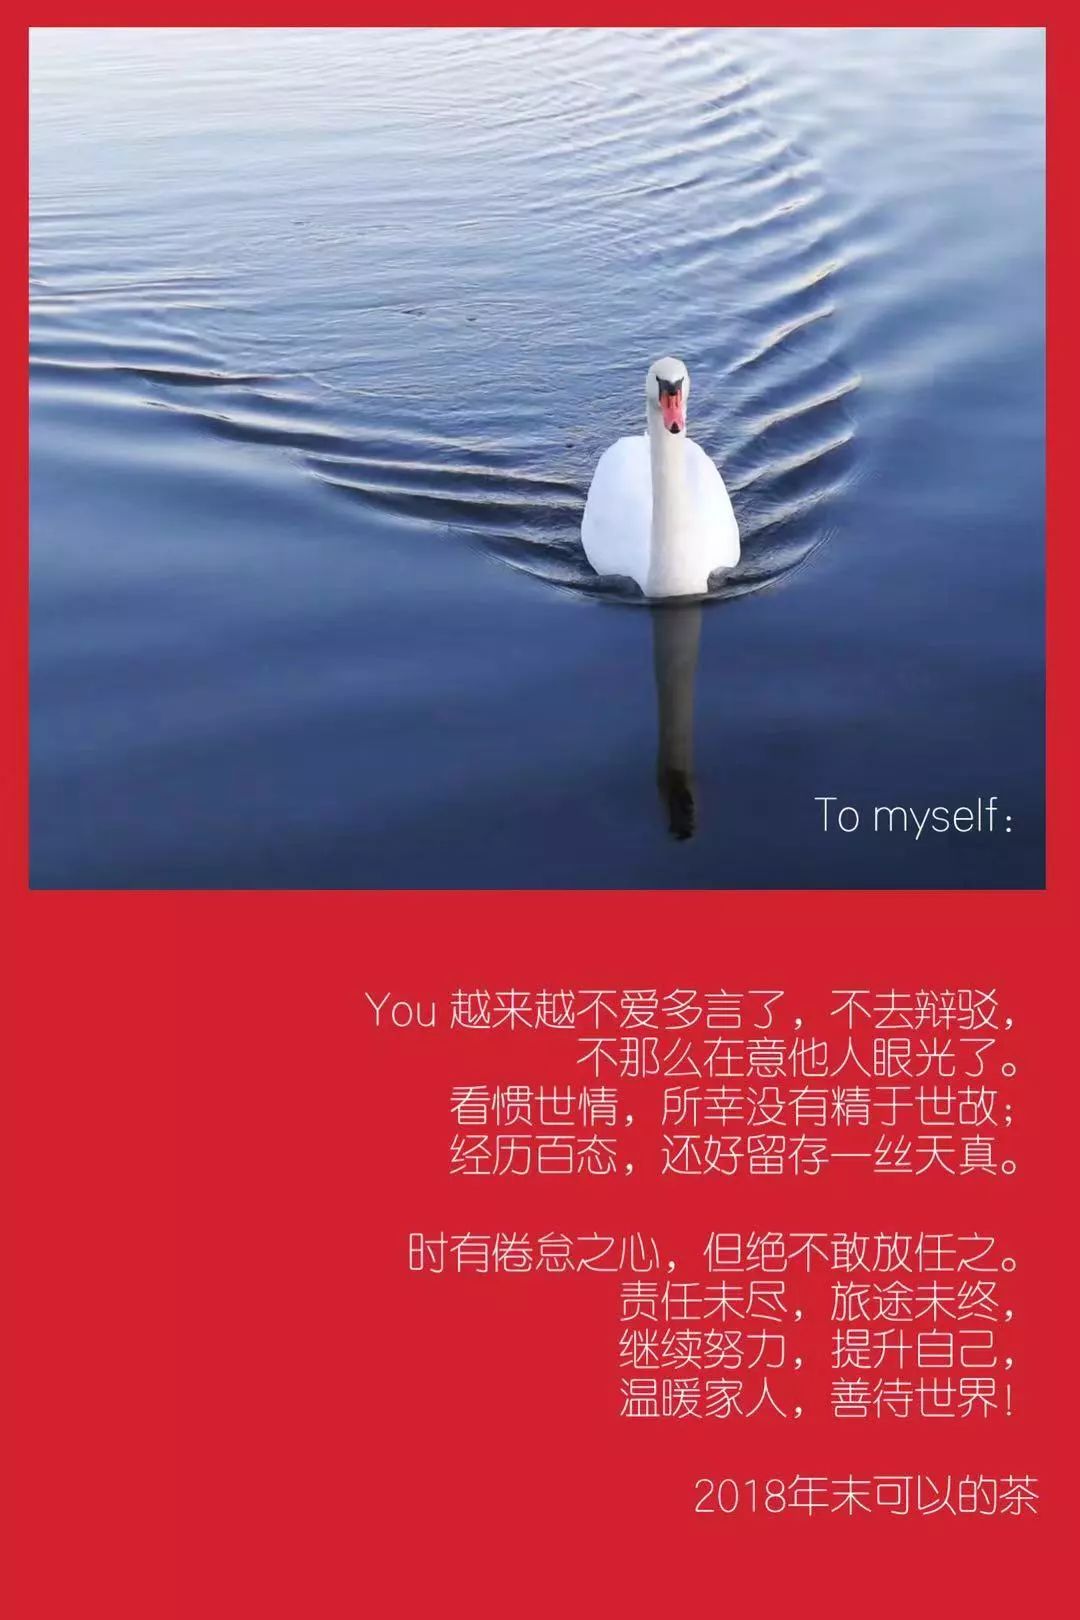 To myself：
You 越来越不爱多言了，不去辩驳，
不那么在意他人眼光了。
看惯世情，所幸没有精于世故；
经历百态，还好留存一丝天真。
时有倦怠之心，但绝不敢放任之。
责任未尽，旅途未终，
继续努力，提升自己，
温暖家人，善待世界！
2018年末可以的茶